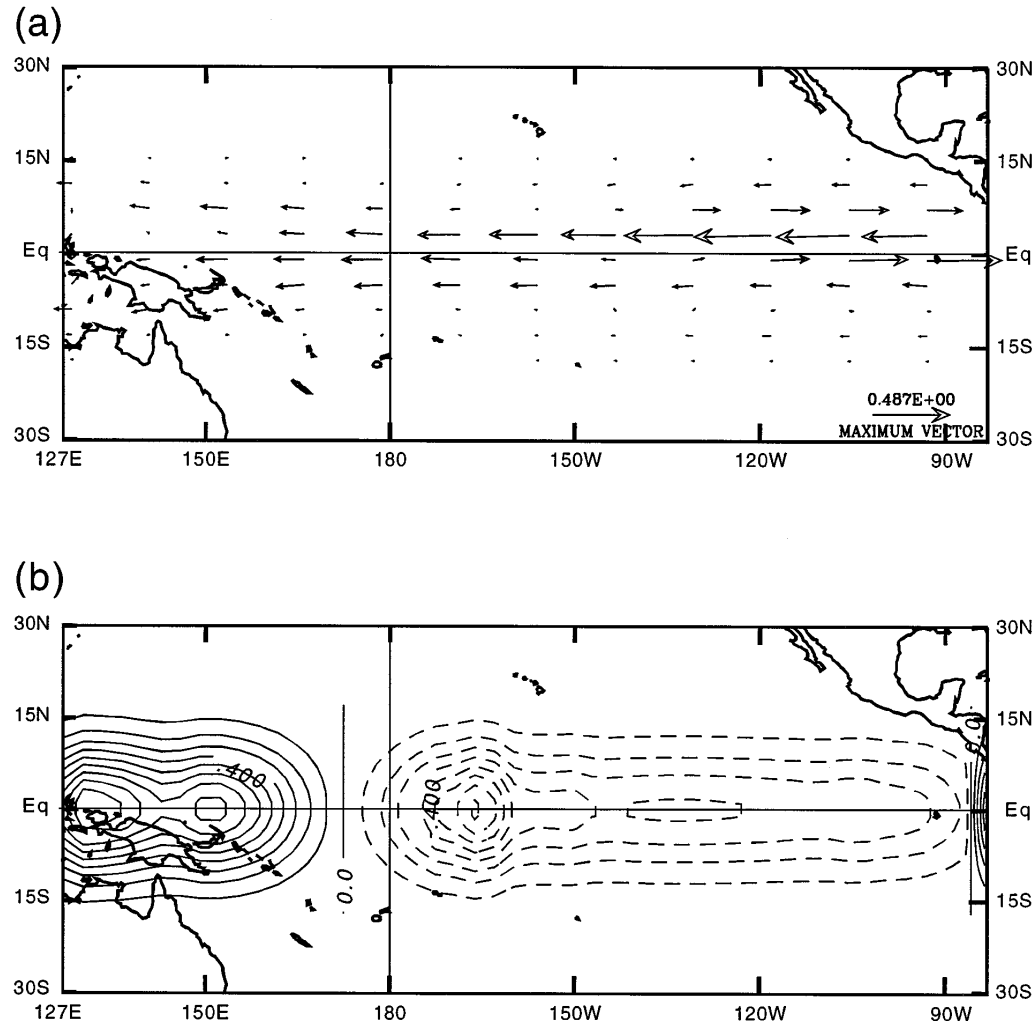 (a)
30N 30N
15N 15N
Eq Eq
15S 15S
0.487E+00
MAXIMUM VECTOR
30S 30S
127E 150E 180 150W 120W 90W
(b)
30N 30N
15N 15N
0.0
.400
.400
Eq Eq
0.0
15S 15S
30S 30S
127E 150E 180 150W 120W 90W